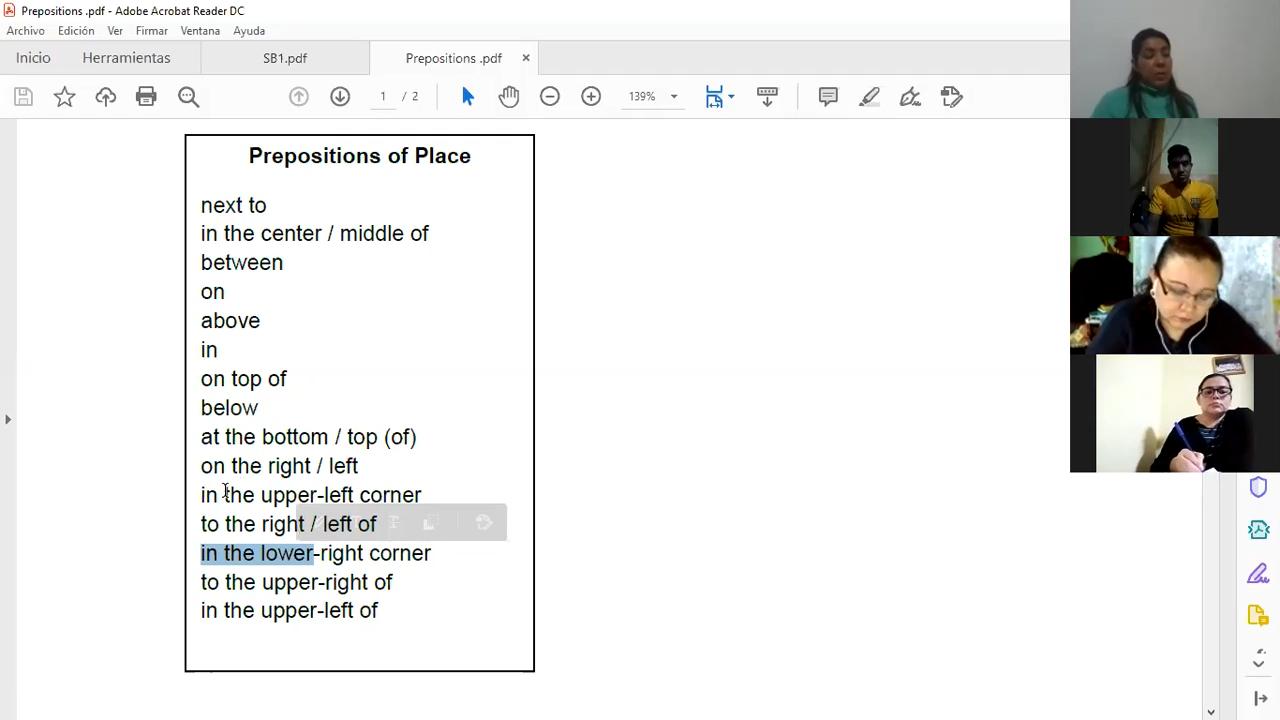 Prepositions .pdf - Adobe Acrobat Reader DC
Archivo Edición Ver Firmar Ventana Ayuda
Inicio Herramientas SB1.pdf Prepositions .pdf ×
1 / 2 139%
Prepositions of Place
next to
in the center / middle of
between
on
above
in
on top of
below
at the bottom / top (of)
on the right / left
in the upper-left corner
to the right / left of
in the lower-right corner
to the upper-right of
in the upper-left of